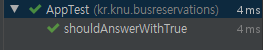 AppTest (kr.knu.busreservations) 4 ms
shouldAnswerWithTrue 4 ms